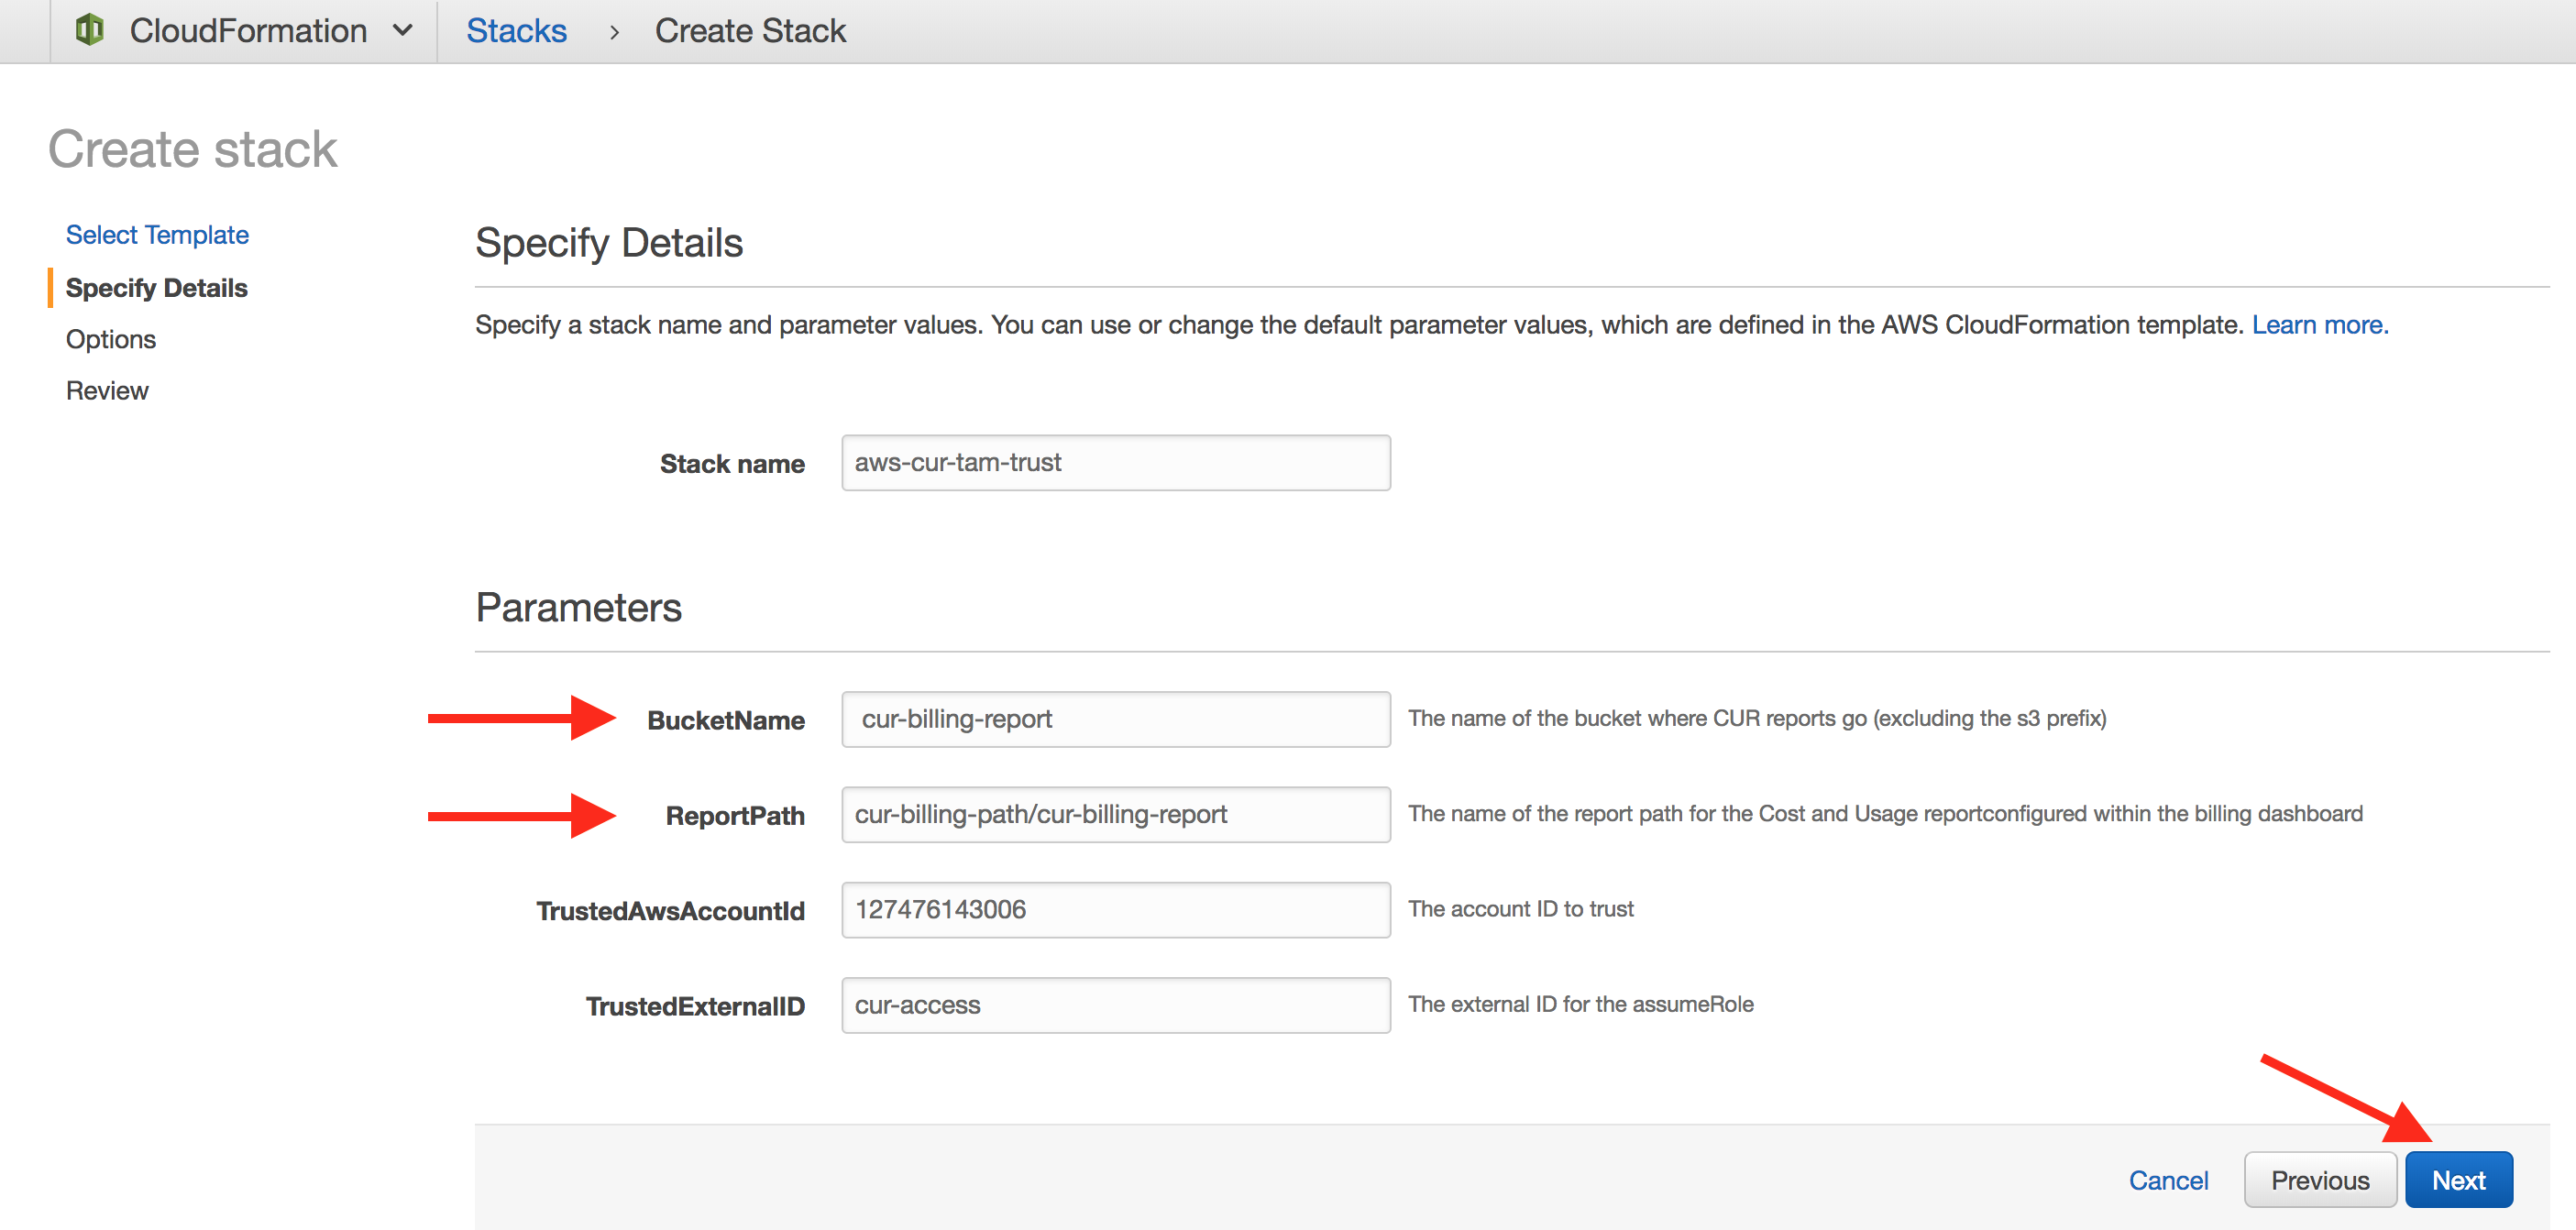 CloudFormation Stacks > Create Stack
Create stack
Select Template
Specify Details
Options
Review
Specify Details
Specify a stack name and parameter values. You can use or change the default parameter values, which are defined in the AWS CloudFormation template. Learn more.
Stack name aws-cur-tam-trust
Parameters
BucketName cur-billing-report The name of the bucket where CUR reports go (excluding the s3 prefix)
ReportPath cur-billing-path/cur-billing-report The name of the report path for the Cost and Usage reportconfigured within the billing dashboard
TrustedAwsAccountId 127476143006 The account ID to trust
TrustedExternalID cur-access The external ID for the assumeRole
Cancel Previous Next